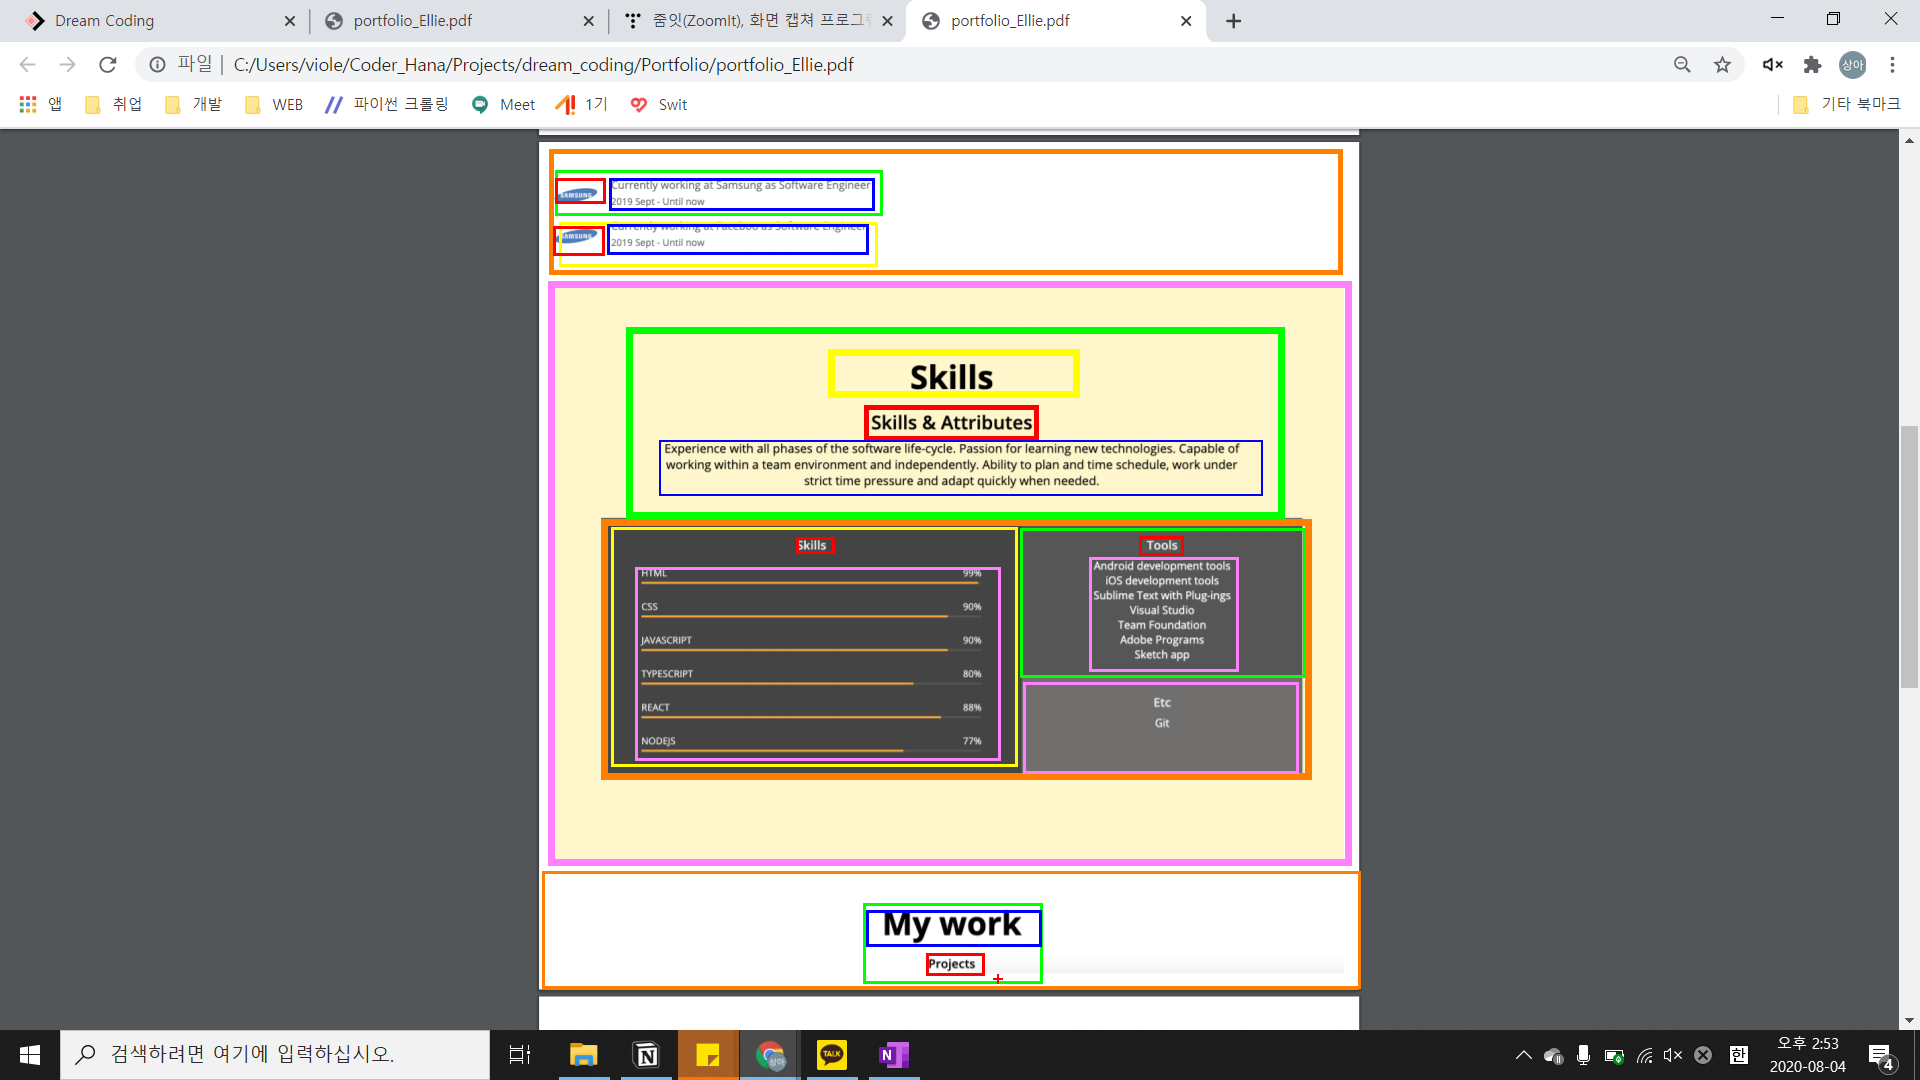 Dream Coding
portfolio_Ellie.pdf
줌잇(ZoomIt), 화면 캡쳐 프로그
portfolio_Ellie.pdf
파일 | C:/Users/viole/Coder_Hana/Projects/dream_coding/Portfolio/portfolio_Ellie.pdf
상아
앱 취업 개발 WEB 파이썬 크롤링 Meet 1기 Swit 기타 북마크
SAMSUNG
Currently working at Samsung as Software Engineer
2019 Sept - Until now
SAMSUNG
Currently working at Faceboo as Software Engineer
2019 Sept - Until now
Skills
Skills & Attributes
Experience with all phases of the software life-cycle. Passion for learning new technologies. Capable of
working within a team environment and independently. Ability to plan and time schedule, work under
strict time pressure and adapt quickly when needed.
Skills
HTML 99%
CSS 90%
JAVASCRIPT 90%
TYPESCRIPT 80%
REACT 88%
NODEJS 77%
Tools
Android development tools
iOS development tools
Sublime Text with Plug-ings
Visual Studio
Team Foundation
Adobe Programs
Sketch app
Etc
Git
My work
Projects
검색하려면 여기에 입력하십시오.
N
상아
TALK
N
한
오후 2:53
2020-08-04
4